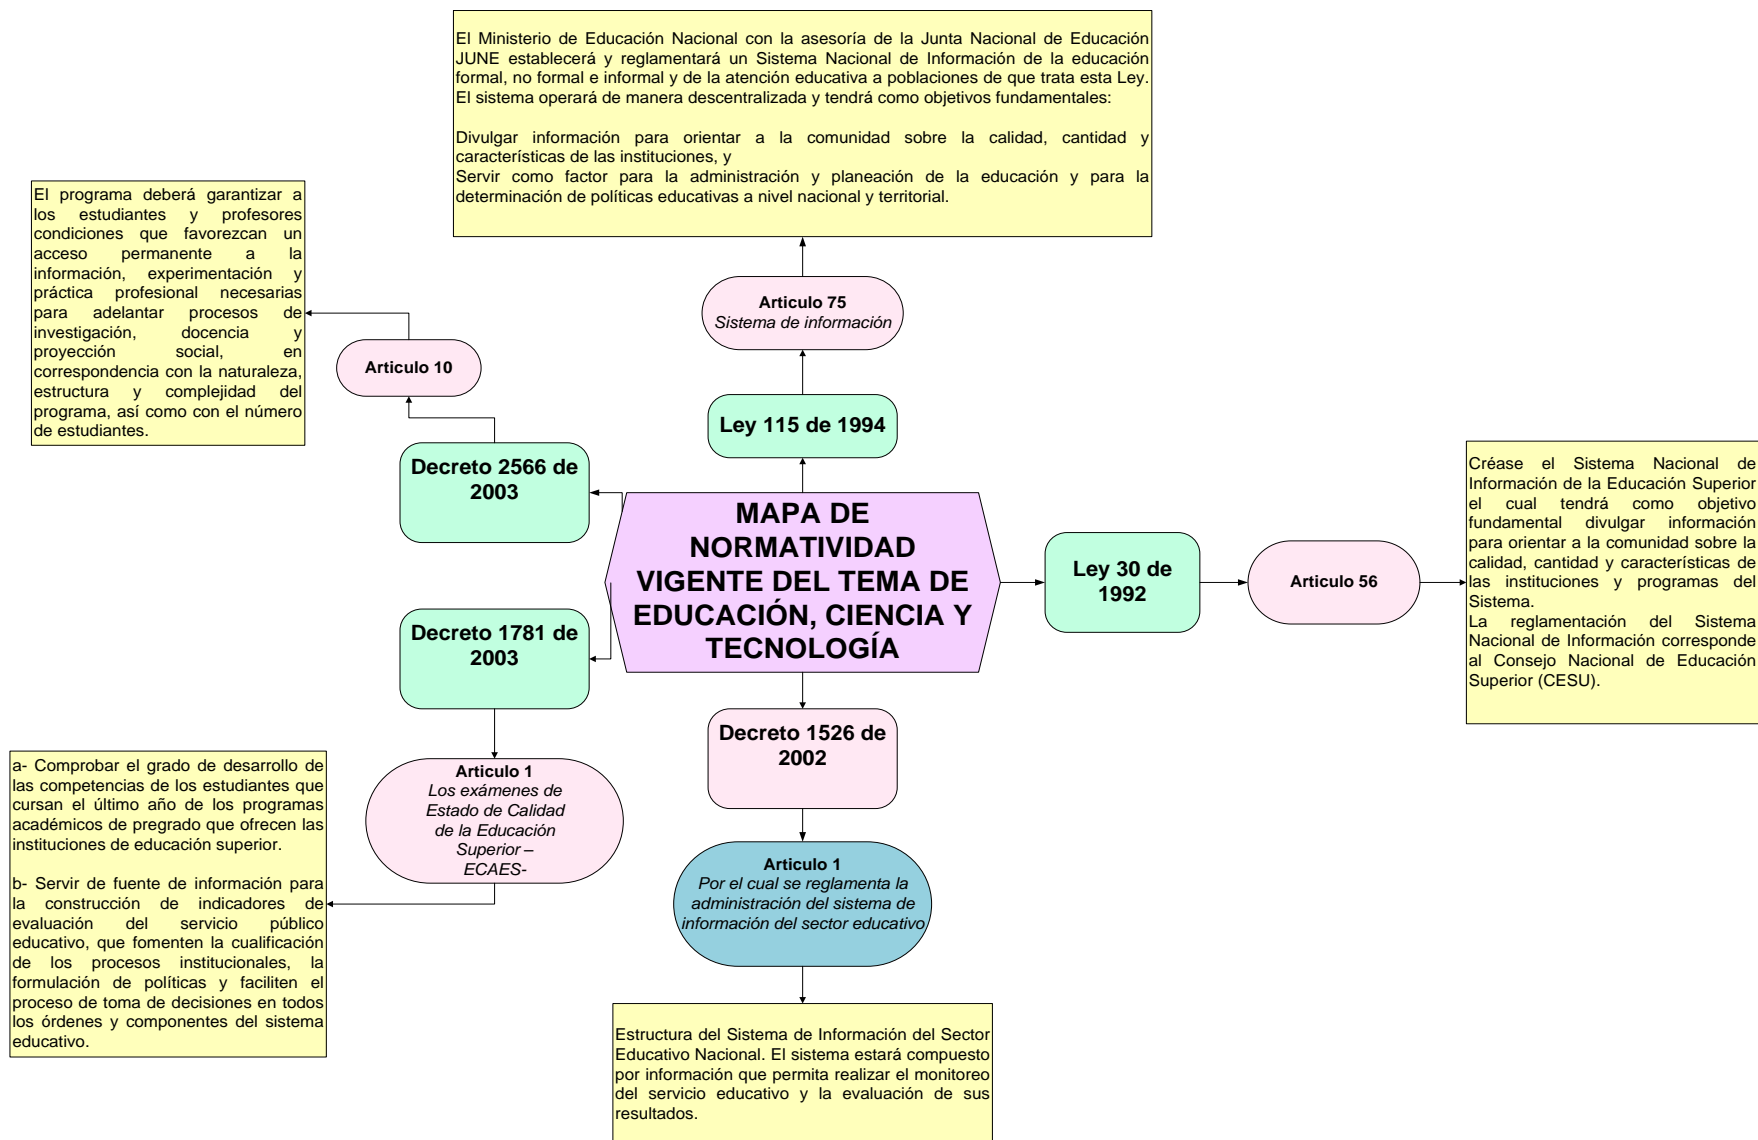 El Ministerio de Educación Nacional con la asesoría de la Junta Nacional de Educación
JUNE establecerá y reglamentará un Sistema Nacional de Información de la educación
formal, no formal e informal y de la atención educativa a poblaciones de que trata esta Ley.
El sistema operará de manera descentralizada y tendrá como objetivos fundamentales:
Divulgar información para orientar a la comunidad sobre la calidad, cantidad y
características de las instituciones, y
Servir como factor para la administración y planeación de la educación y para la
determinación de políticas educativas a nivel nacional y territorial.
El programa deberá garantizar a
los estudiantes y profesores
condiciones que favorezcan un
acceso permanente a la
información, experimentación y
práctica profesional necesarias
para adelantar procesos de
investigación, docencia y
proyección social, en
correspondencia con la naturaleza,
estructura y complejidad del
programa, así como con el número
de estudiantes.
Articulo 75
Sistema de información
Articulo 10
Ley 115 de 1994
Decreto 2566 de
2003
MAPA DE
NORMATIVIDAD
VIGENTE DEL TEMA DE
EDUCACIÓN, CIENCIA Y
TECNOLOGÍA
Ley 30 de
1992
Articulo 56
Créase el Sistema Nacional de
Información de la Educación Superior
el cual tendrá como objetivo
fundamental divulgar información
para orientar a la comunidad sobre la
calidad, cantidad y características de
las instituciones y programas del
Sistema.
La reglamentación del Sistema
Nacional de Información corresponde
al Consejo Nacional de Educación
Superior (CESU).
Decreto 1781 de
2003
Decreto 1526 de
2002
Articulo 1
Los exámenes de
Estado de Calidad
de la Educación
Superior –
ECAES-
a- Comprobar el grado de desarrollo de
las competencias de los estudiantes que
cursan el último año de los programas
académicos de pregrado que ofrecen las
instituciones de educación superior.
b- Servir de fuente de información para
la construcción de indicadores de
evaluación del servicio público
educativo, que fomenten la cualificación
de los procesos institucionales, la
formulación de políticas y faciliten el
proceso de toma de decisiones en todos
los órdenes y componentes del sistema
educativo.
Articulo 1
Por el cual se reglamenta la
administración del sistema de
información del sector educativo
Estructura del Sistema de Información del Sector
Educativo Nacional. El sistema estará compuesto
por información que permita realizar el monitoreo
del servicio educativo y la evaluación de sus
resultados.